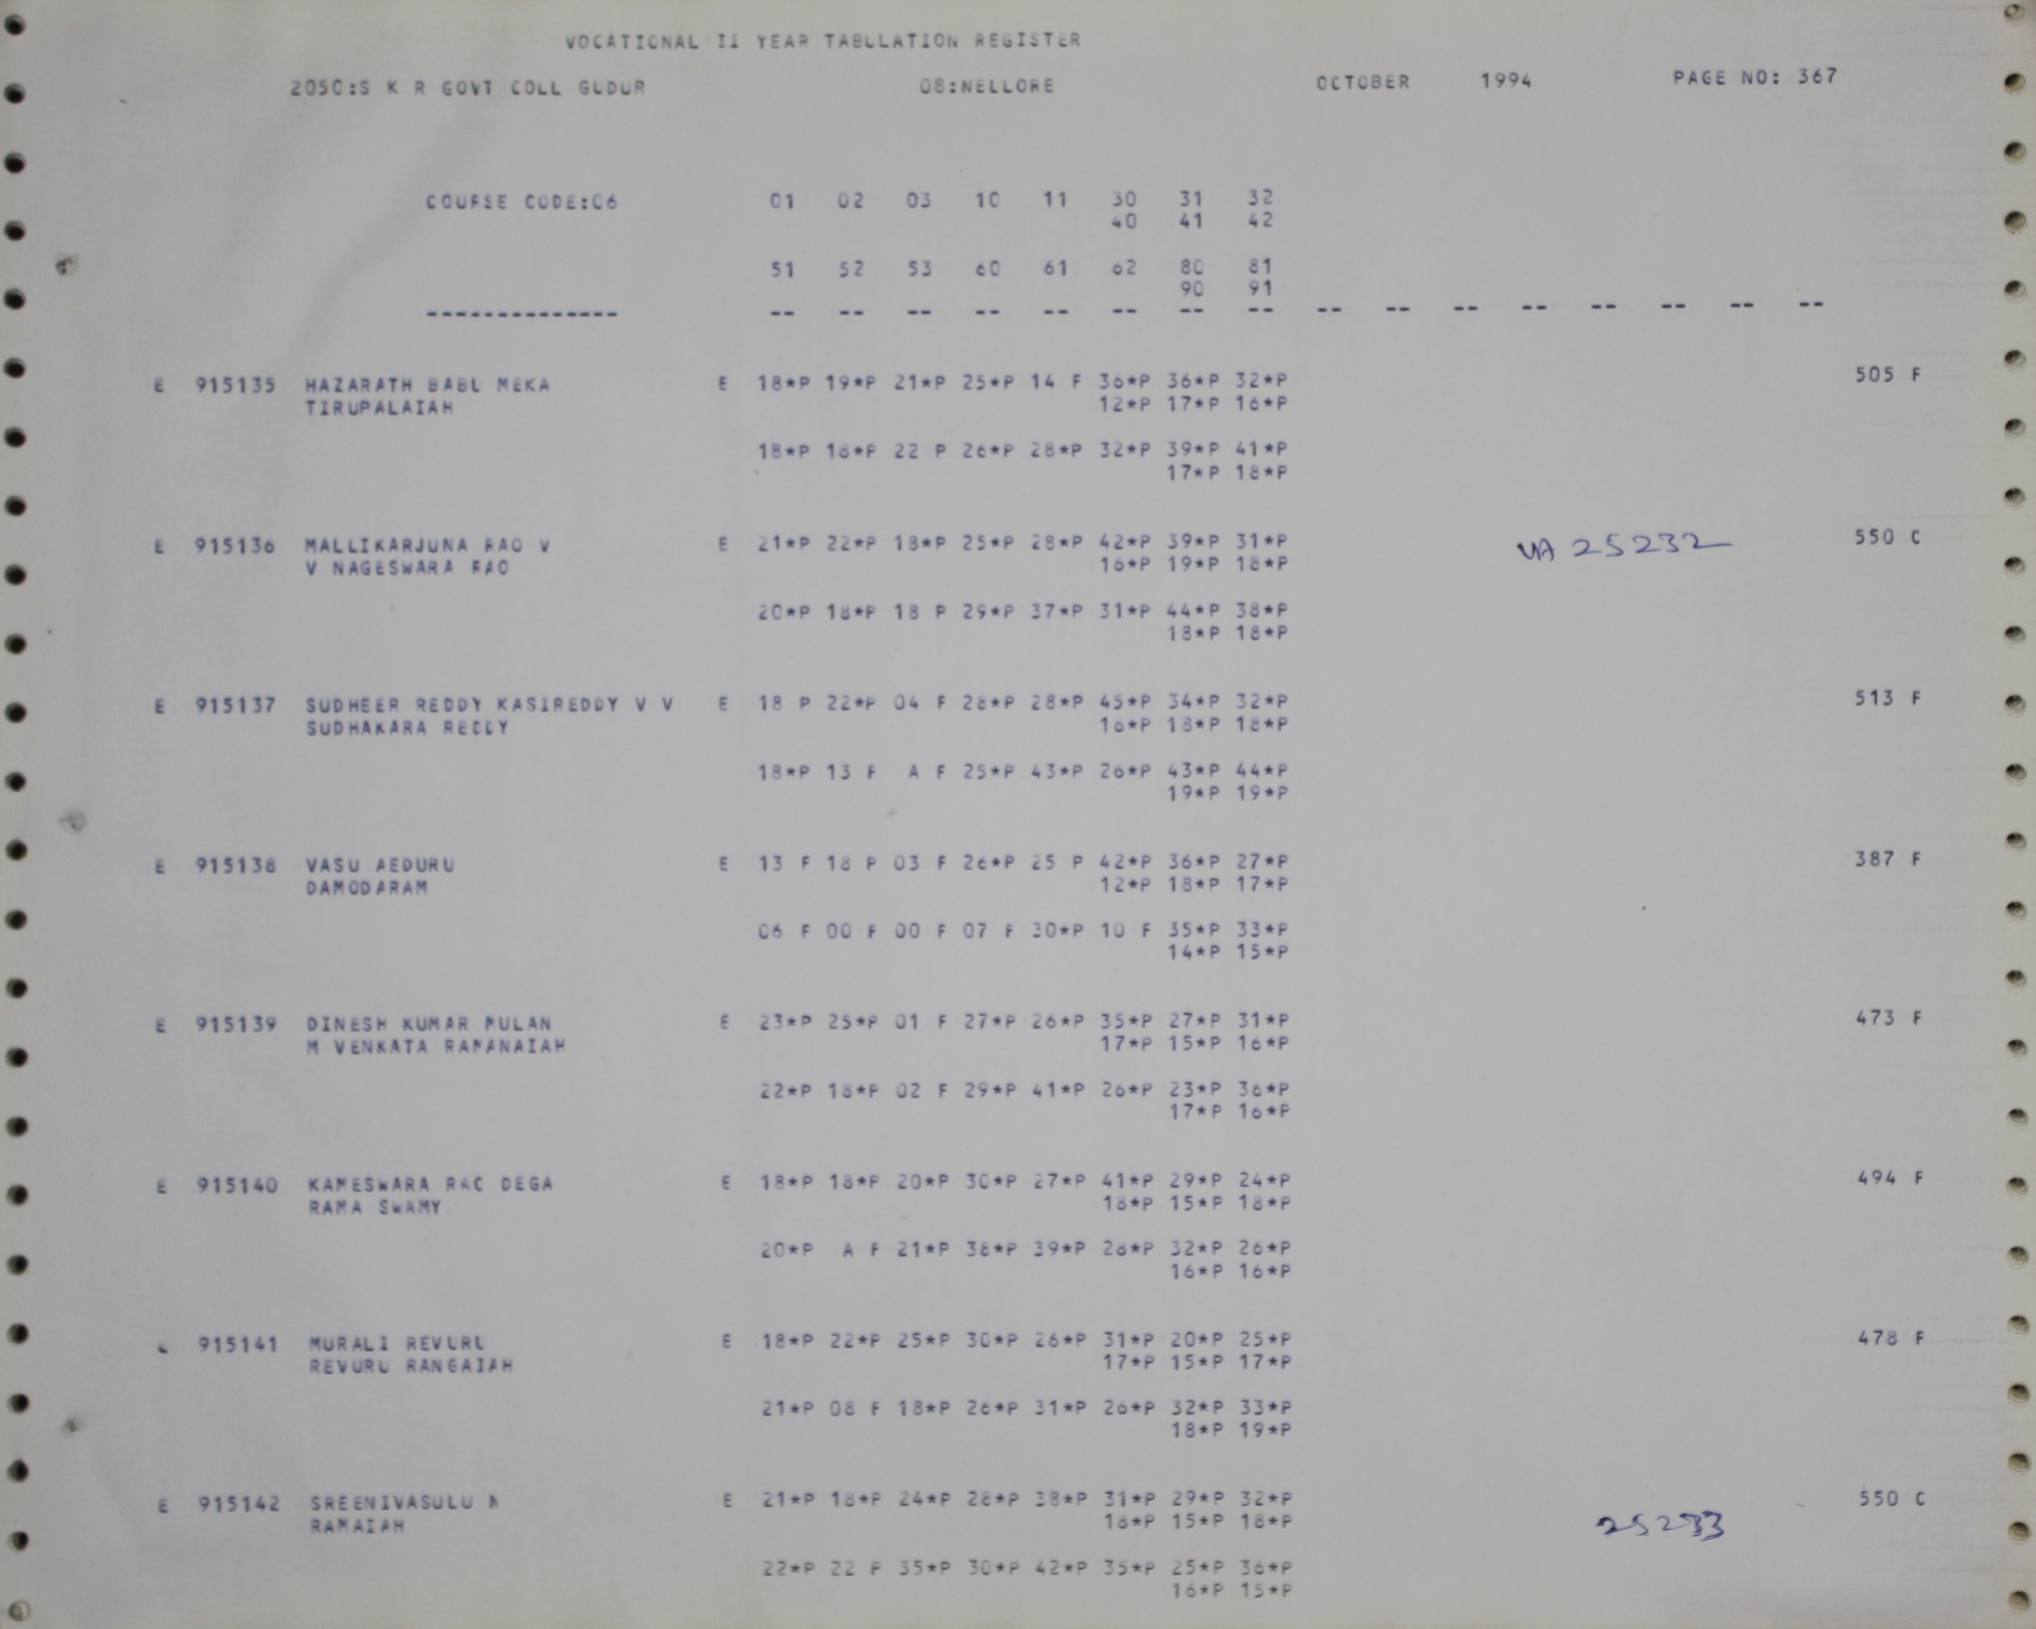 VOCATIONAL II YEAR TABULATION REGISTER
2050:S K R GOVT COLL GUDUR 08:NELLORE OCTOBER 1994 PAGE NO: 367
COURSE CODE:06 01 02 03 10 11 30 31 32
40 41 42
51 52 53 60 61 62 80 81
90 91
-------------- -- -- -- -- -- -- -- -- -- -- -- -- -- -- -- --
E 915135 HAZARATH BABU MEKA E 18*P 19*P 21*P 25*P 14 F 36*P 36*P 32*P 505 F
TIRUPALAIAH 12*P 17*P 16*P
18*P 18*P 22 P 26*P 28*P 32*P 39*P 41*P
17*P 18*P
E 915136 MALLIKARJUNA RAO V E 21*P 22*P 18*P 25*P 28*P 42*P 39*P 31*P VA 25232 550 C
V NAGESWARA RAO 16*P 19*P 18*P
20*P 18*P 18 P 29*P 37*P 31*P 44*P 38*P
18*P 18*P
E 915137 SUDHEER REDDY KASIREDDY V V E 18 P 22*P 04 F 28*P 28*P 45*P 34*P 32*P 513 F
SUDHAKARA REDDY 16*P 18*P 18*P
18*P 13 F A F 25*P 43*P 26*P 43*P 44*P
19*P 19*P
E 915138 VASU AEDURU E 13 F 18 P 03 F 26*P 25 P 42*P 36*P 27*P 387 F
DAMODARAM 12*P 18*P 17*P
06 F 00 F 00 F 07 F 30*P 10 F 35*P 33*P
14*P 15*P
E 915139 DINESH KUMAR MULAN E 23*P 25*P 01 F 27*P 26*P 35*P 27*P 31*P 473 F
M VENKATA RAMANAIAH 17*P 15*P 16*P
22*P 18*P 02 F 29*P 41*P 26*P 23*P 36*P
17*P 16*P
E 915140 KAMESWARA RAO DEGA E 18*P 18*P 20*P 30*P 27*P 41*P 29*P 24*P 494 F
RAMA SWAMY 18*P 15*P 18*P
20*P A F 21*P 38*P 39*P 28*P 32*P 26*P
16*P 16*P
915141 MURALI REVURU E 18*P 22*P 25*P 30*P 26*P 31*P 20*P 25*P 478 F
REVURU RANGAIAH 17*P 15*P 17*P
21*P 08 F 18*P 26*P 31*P 26*P 32*P 33*P
18*P 19*P
E 915142 SREENIVASULU N E 21*P 18*P 24*P 28*P 38*P 31*P 29*P 32*P 550 C
RAMAIAH 18*P 15*P 18*P 25233
22*P 22 P 35*P 30*P 42*P 35*P 25*P 36*P
16*P 15*P